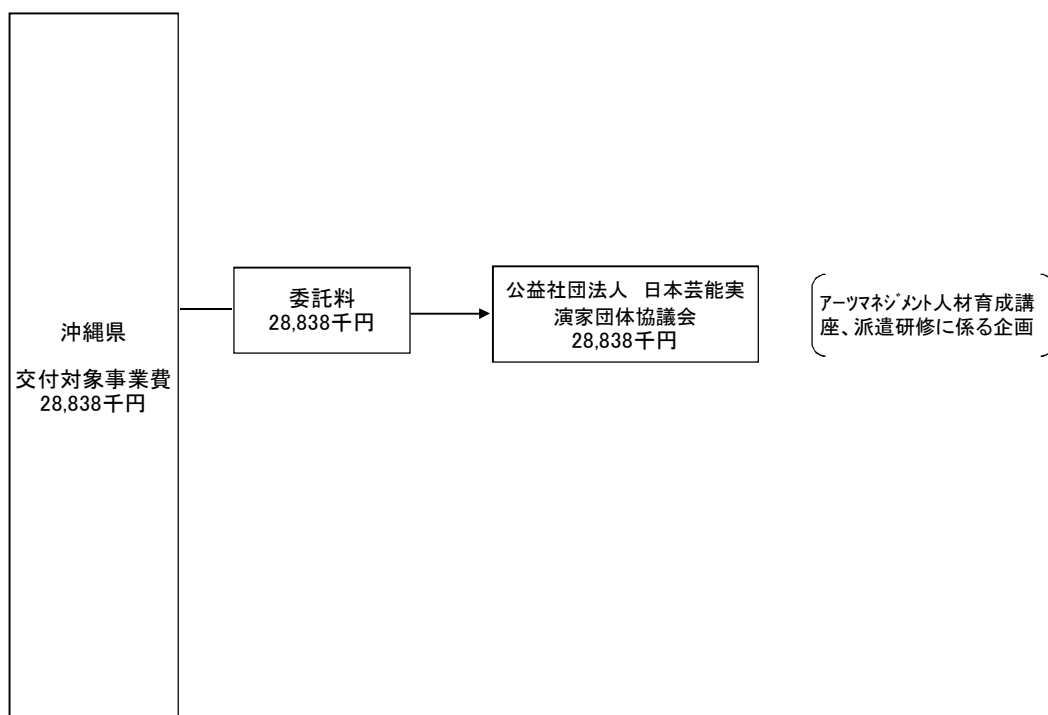 沖縄県
交付対象事業費
28,838千円
委託料
28,838千円
公益社団法人　日本芸能実
演家団体協議会
28,838千円
アーツマネジメント人材育成講
座、派遣研修に係る企画